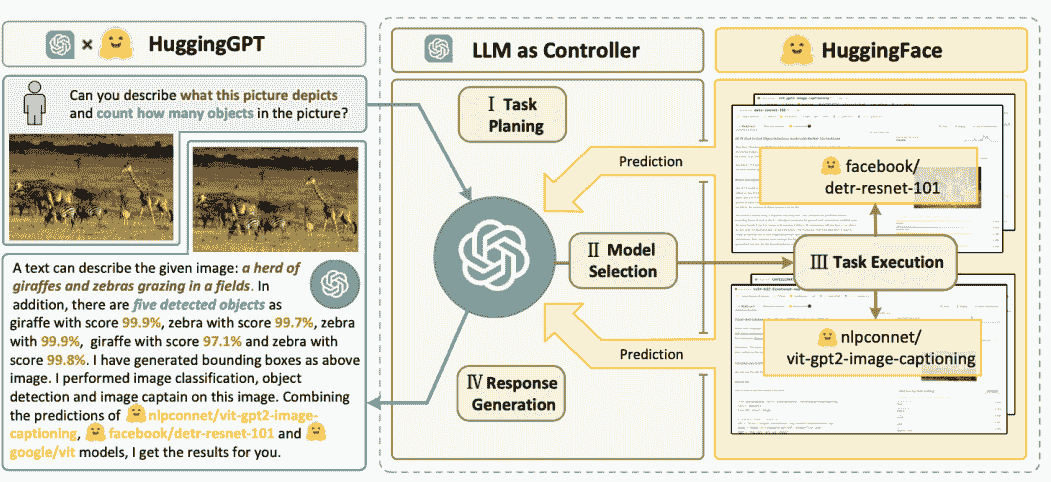 HuggingGPT
Can you describe what this picture depicts
and count how many objects in the picture?
A text can describe the given image: a herd of
giraffes and zebras grazing in a fields. In
addition, there are five detected objects as
giraffe with score 99.9%, zebra with score 99.7%, zebra
with 99.9%, giraffe with score 97.1% and zebra with
score 99.8%. I have generated bounding boxes as above
image. I performed image classification, object
detection and image captain on this image. Combining
the predictions of nlpconnet/vit-gpt2-image-
captioning, facebook/detr-resnet-101 and
google/vit models, I get the results for you.
LLM as Controller
I Task
Planing
II Model
Selection
IV Response
Generation
Prediction
Prediction
HuggingFace
facebook/
detr-resnet-101
III Task Execution
nlpconnet/
vit-gpt2-image-captioning